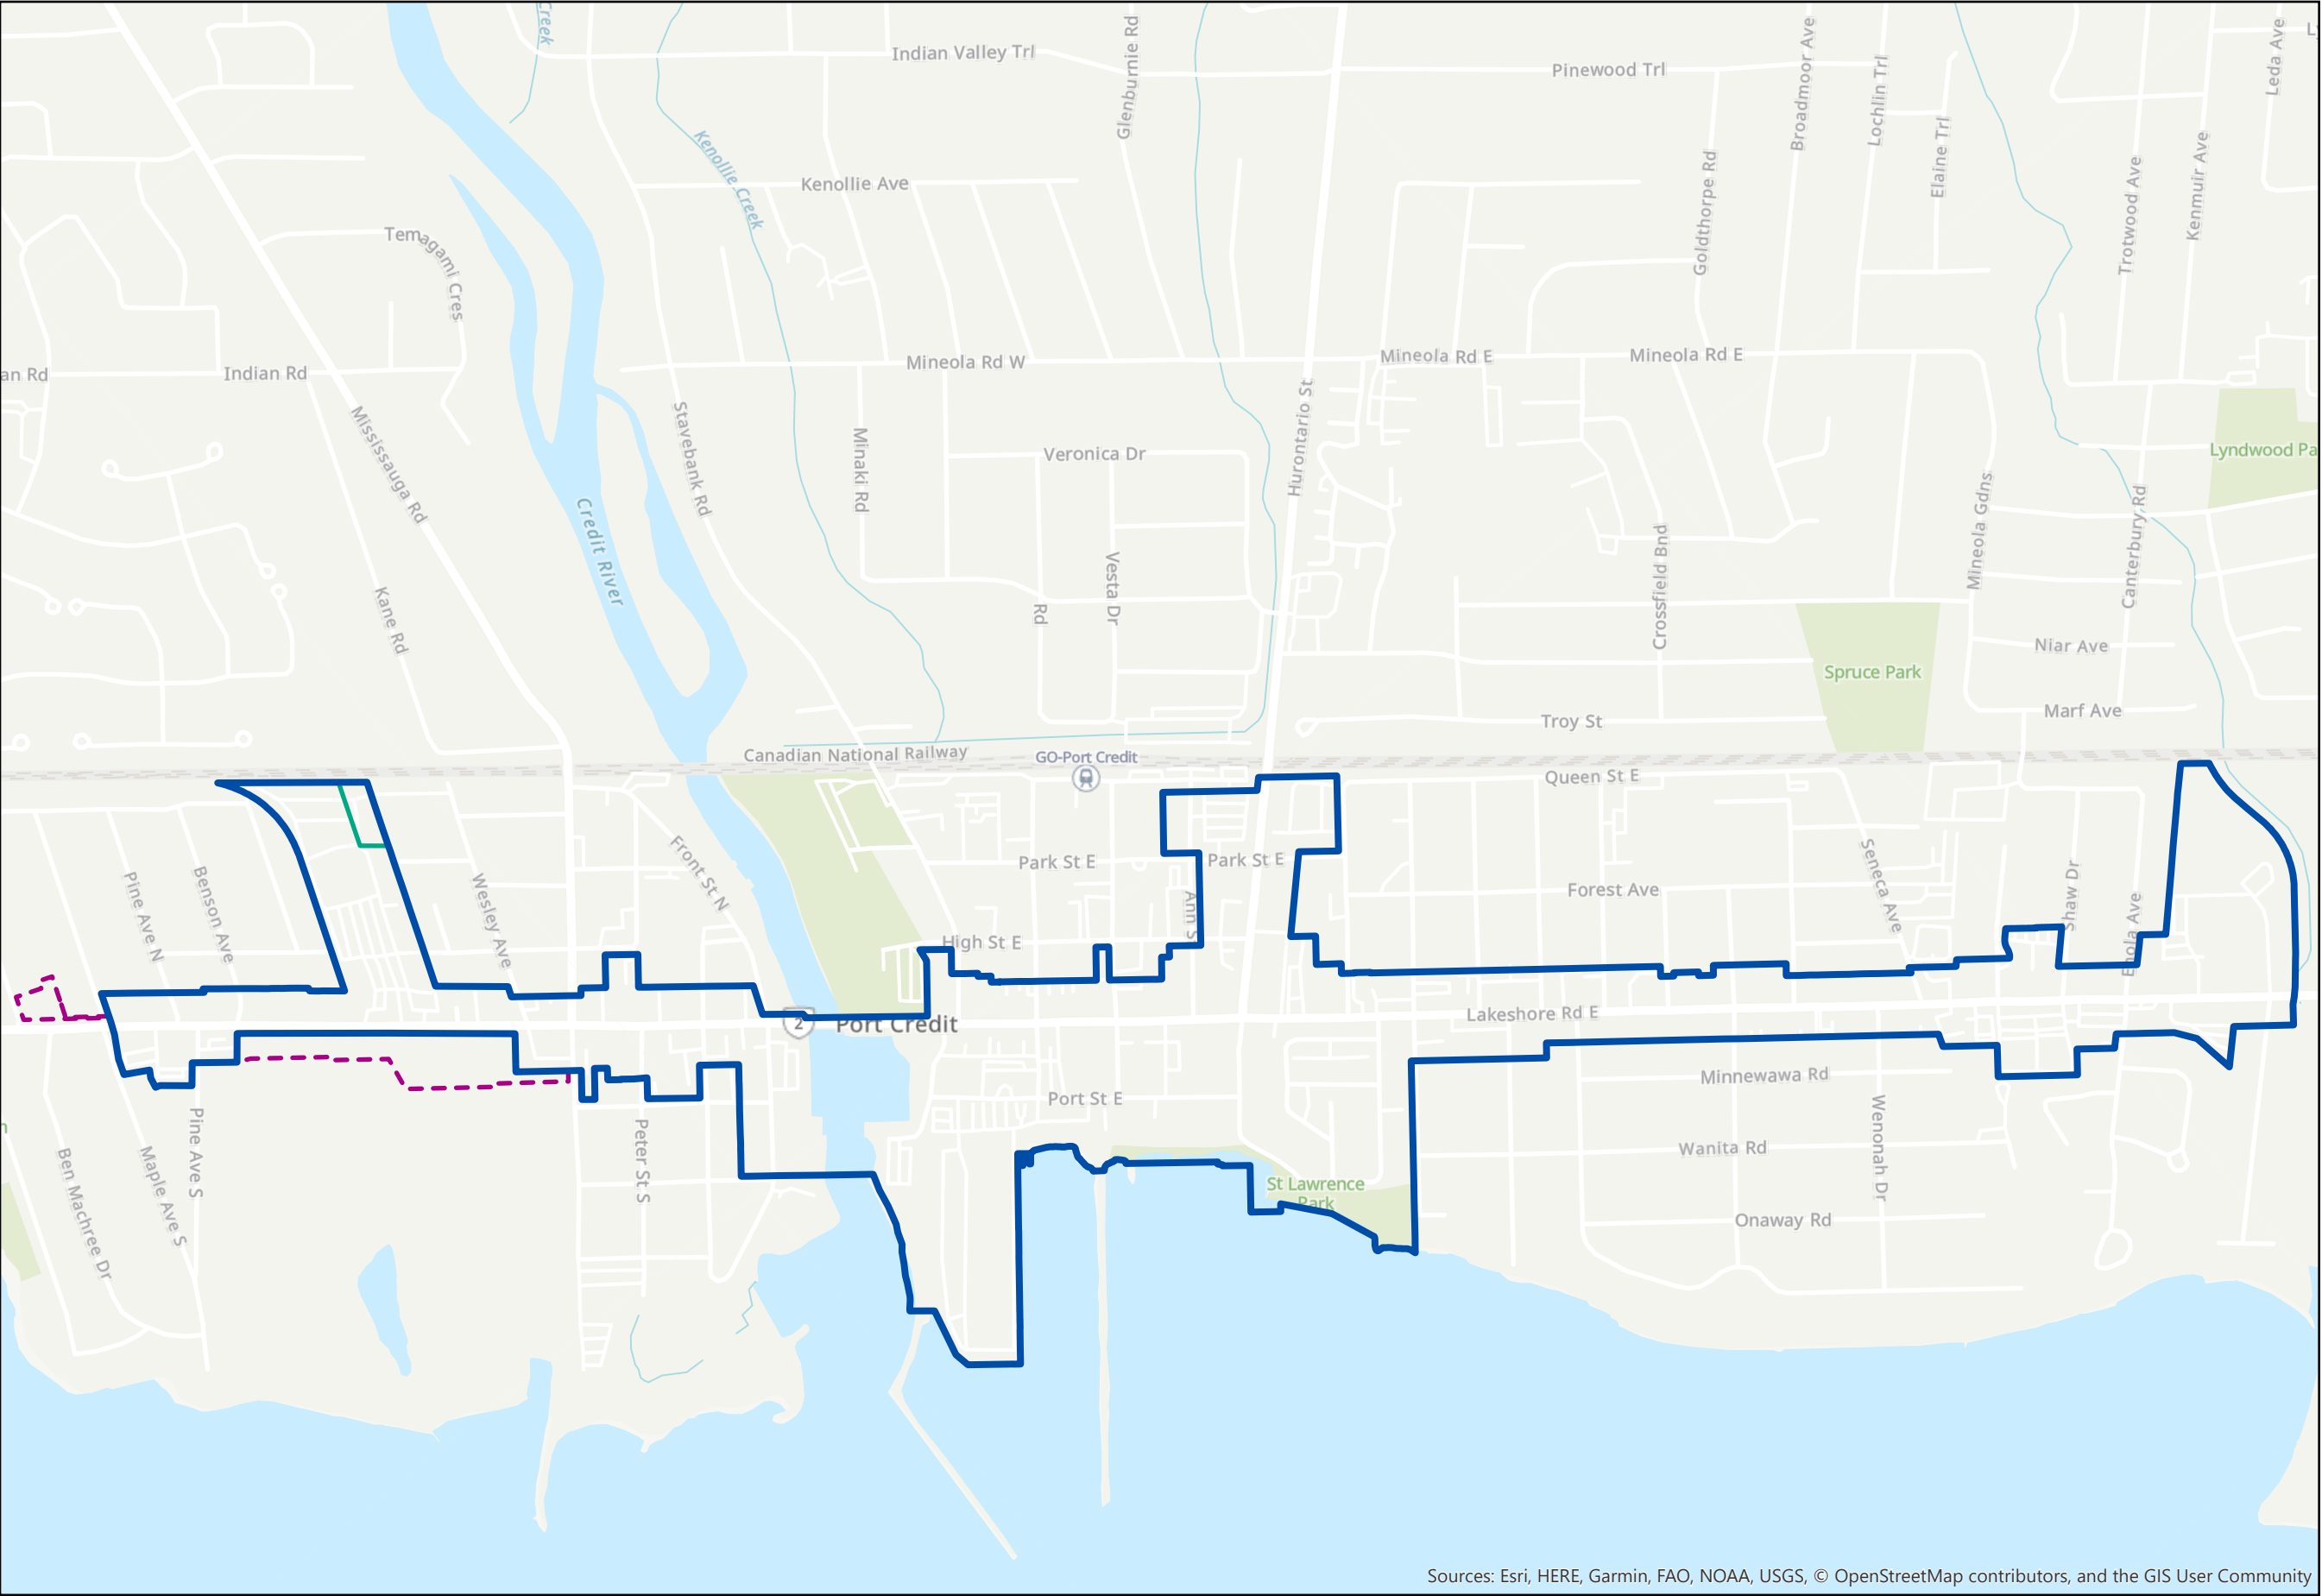 Creek
Indian Valley Trl
Glenburnie Rd
Pinewood Trl
Broadmoor Ave
Lochlin Trl
Elaine Trl
Leda Ave
Kenollie Creek
Kenollie Ave
Goldthorpe Rd
Trotwood Ave
Kenmuir Ave
Temagami Cres
an Rd
Indian Rd
Mineola Rd W
Mineola Rd E
Mineola Rd E
Mississauga Rd
Stavebank Rd
Minaki Rd
Veronica Dr
Hurontario St
Lyndwood Pa
Credit River
Kane Rd
Vesta Dr
Rd
Crossfield Bnd
Mineola Gdns
Canterbury Rd
Niar Ave
Spruce Park
Marf Ave
Troy St
Canadian National Railway
GO-Port Credit
Queen St E
Front St N
Park St E
Park St E
Pine Ave N
Benson Ave
Wesley Ave
Ann S
Forest Ave
Seneca Ave
Shaw Dr
Enola Ave
High St E
2
Port Credit
Lakeshore Rd E
Minnewawa Rd
Port St E
Pine Ave S
Peter St S
Ben Machree Dr
Maple Ave S
Wanita Rd
Wenonah Dr
St Lawrence
Park
Onaway Rd
n
Sources: Esri, HERE, Garmin, FAO, NOAA, USGS, © OpenStreetMap contributors, and the GIS User Community